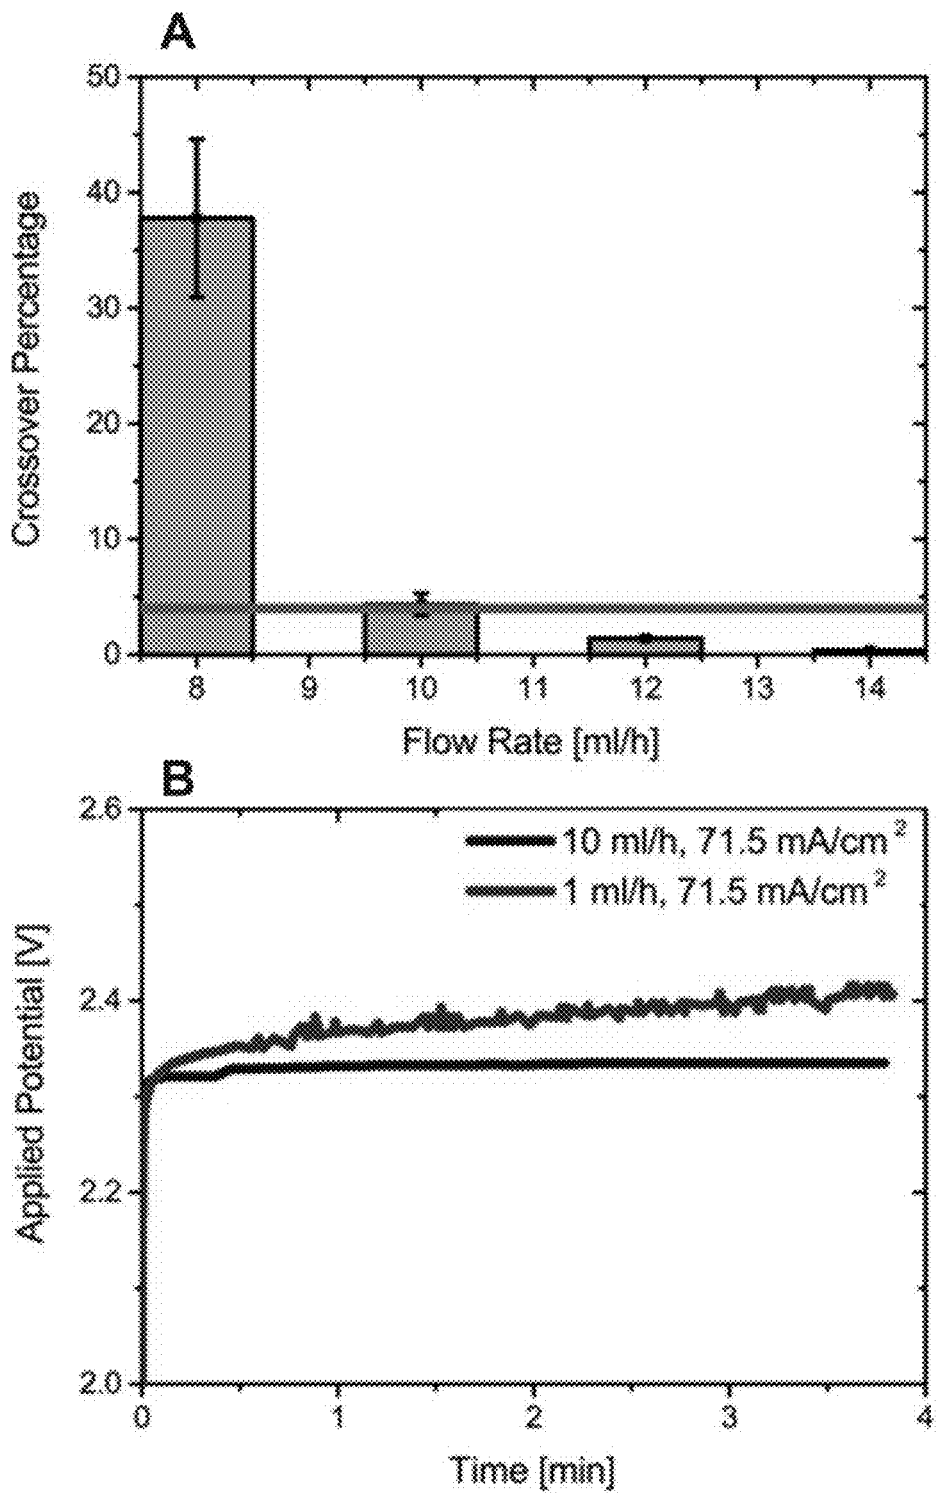 A
50
40
30
20
10
0
Crossover Percentage
8 9 10 11 12 13 14
Flow Rate [ml/h]
B
2.6
2.4
2.2
2.0
Applied Potential [V]
10 ml/h, 71.5 mA/cm²
1 ml/h, 71.5 mA/cm²
0 1 2 3 4
Time [min]